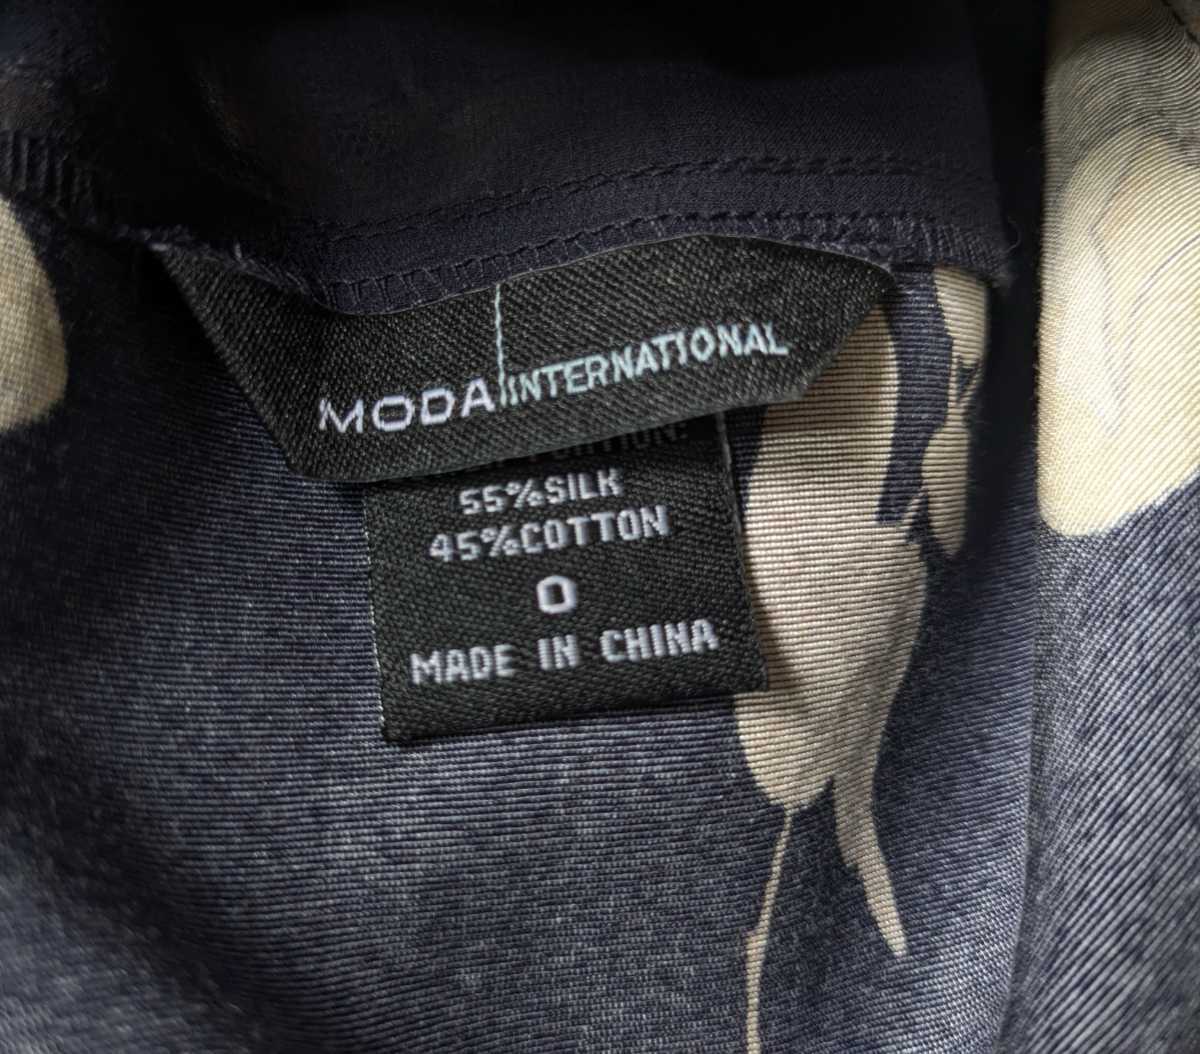 MODA INTERNATIONAL
55%SILK
45%COTTON
0
MADE IN CHINA